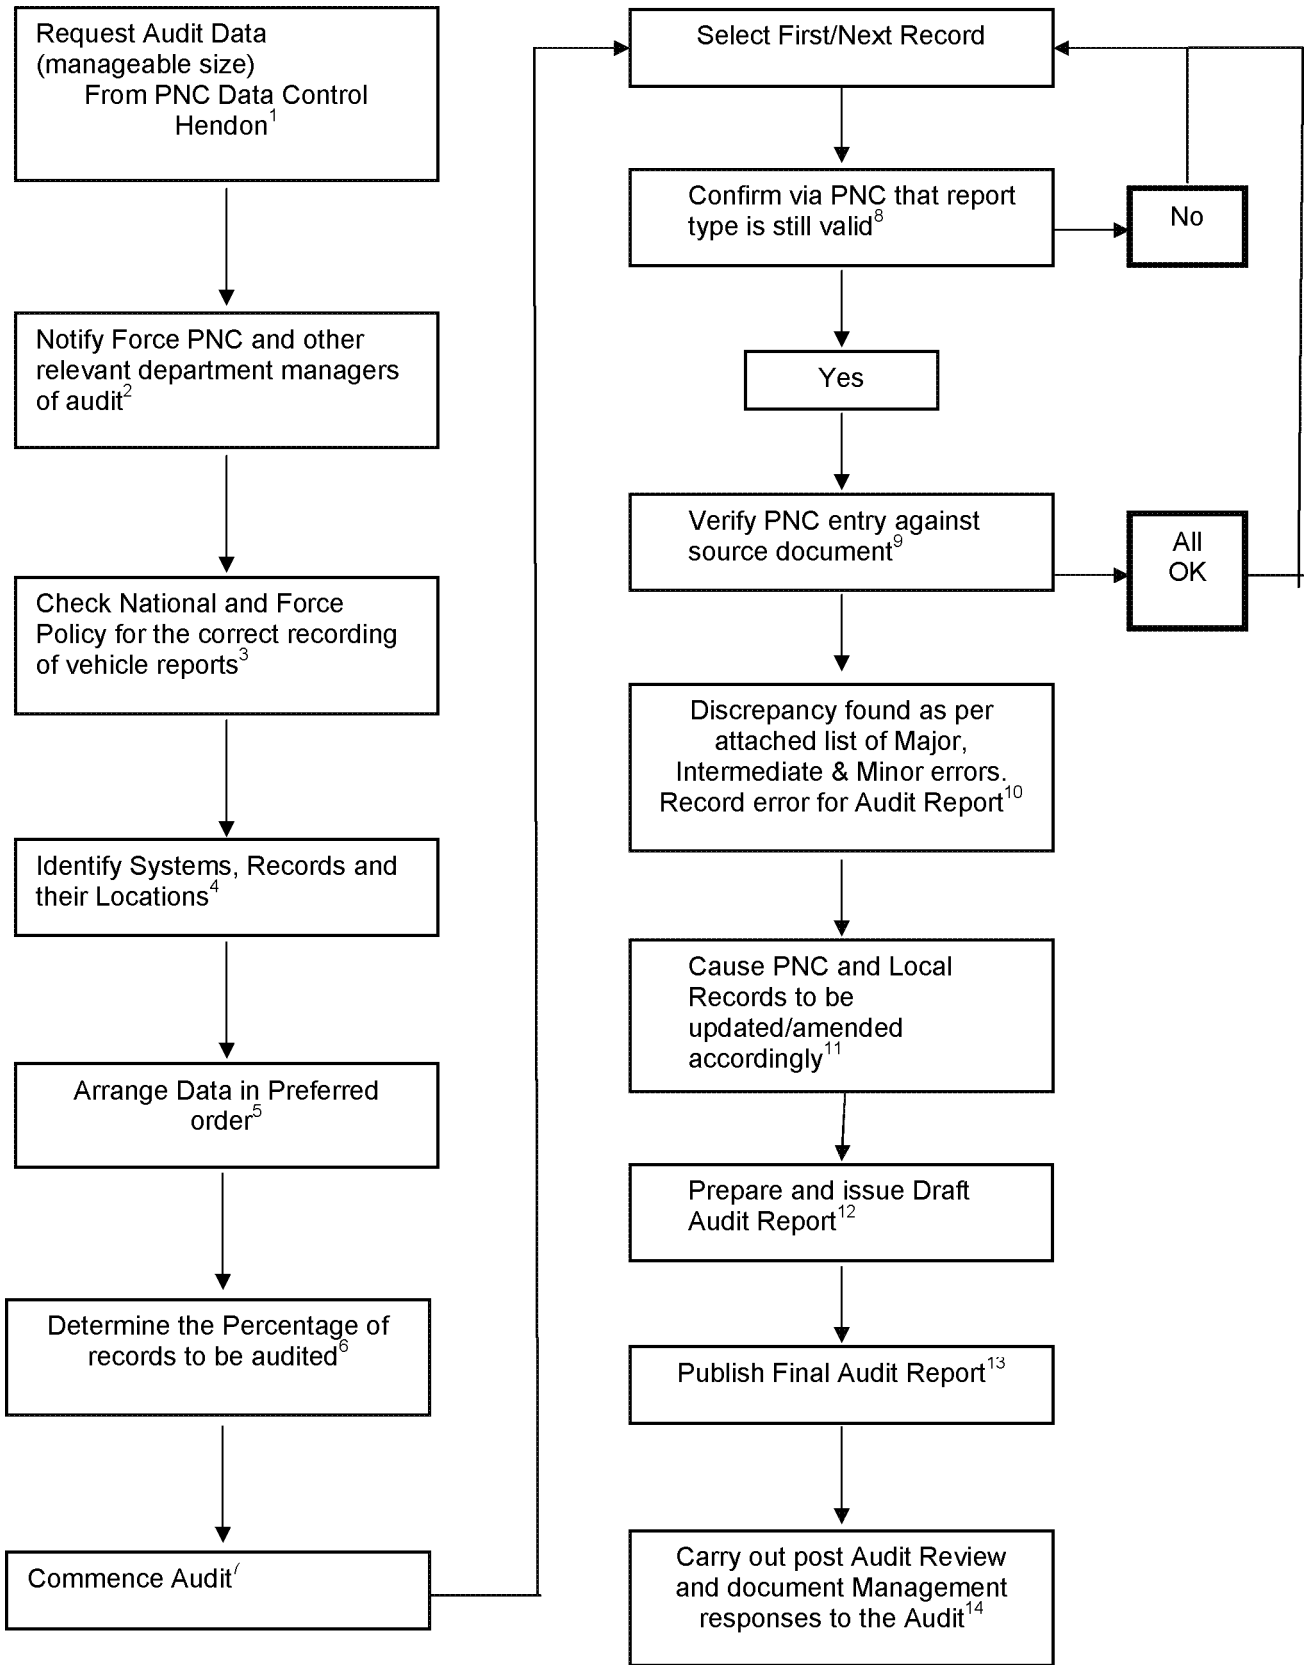 Request Audit Data
(manageable size)
From PNC Data Control
Hendon1
Notify Force PNC and other
relevant department managers
of audit2
Check National and Force
Policy for the correct recording
of vehicle reports3
Identify Systems, Records and
their Locations4
Arrange Data in Preferred
order5
Determine the Percentage of
records to be audited6
Commence Audit7
Select First/Next Record
Confirm via PNC that report
type is still valid8
No
Yes
Verify PNC entry against
source document9
All
OK
Discrepancy found as per
attached list of Major,
Intermediate & Minor errors.
Record error for Audit Report10
Cause PNC and Local
Records to be
updated/amended
accordingly11
Prepare and issue Draft
Audit Report12
Publish Final Audit Report13
Carry out post Audit Review
and document Management
responses to the Audit14